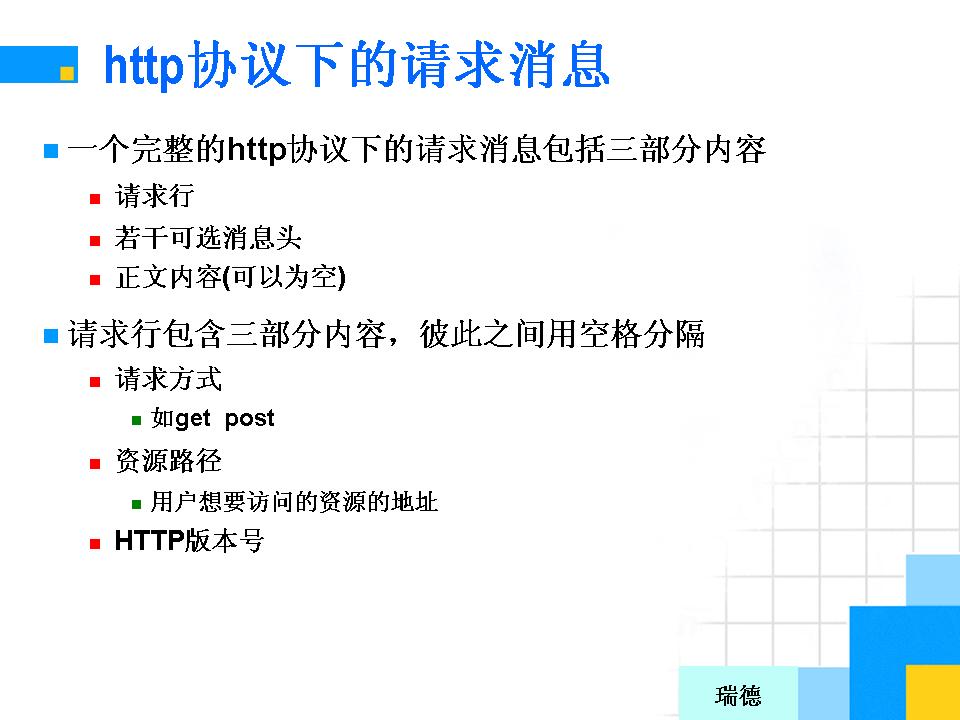 http协议下的请求消息
一个完整的http协议下的请求消息包括三部分内容
请求行
若干可选消息头
正文内容(可以为空)
请求行包含三部分内容，彼此之间用空格分隔
请求方式
如get  post
资源路径
用户想要访问的资源的地址
HTTP版本号
瑞德